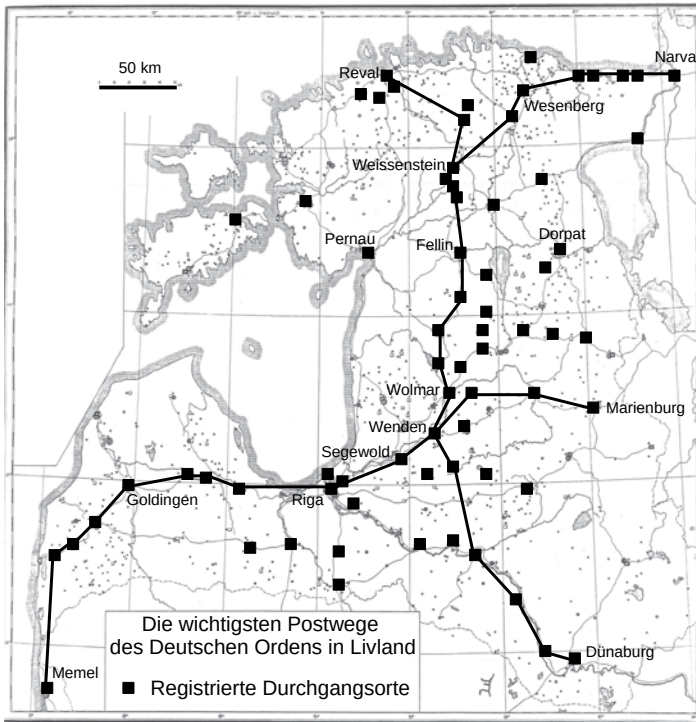 Narva
50 km
Reval
Wesenberg
Weissenstein
Dorpat
Pernau
Fellin
Wolmar
Marienburg
Wenden
Segewold
Goldingen
Riga
Die wichtigsten Postwege
des Deutschen Ordens in Livland
Dünaburg
Memel
Registrierte Durchgangsorte